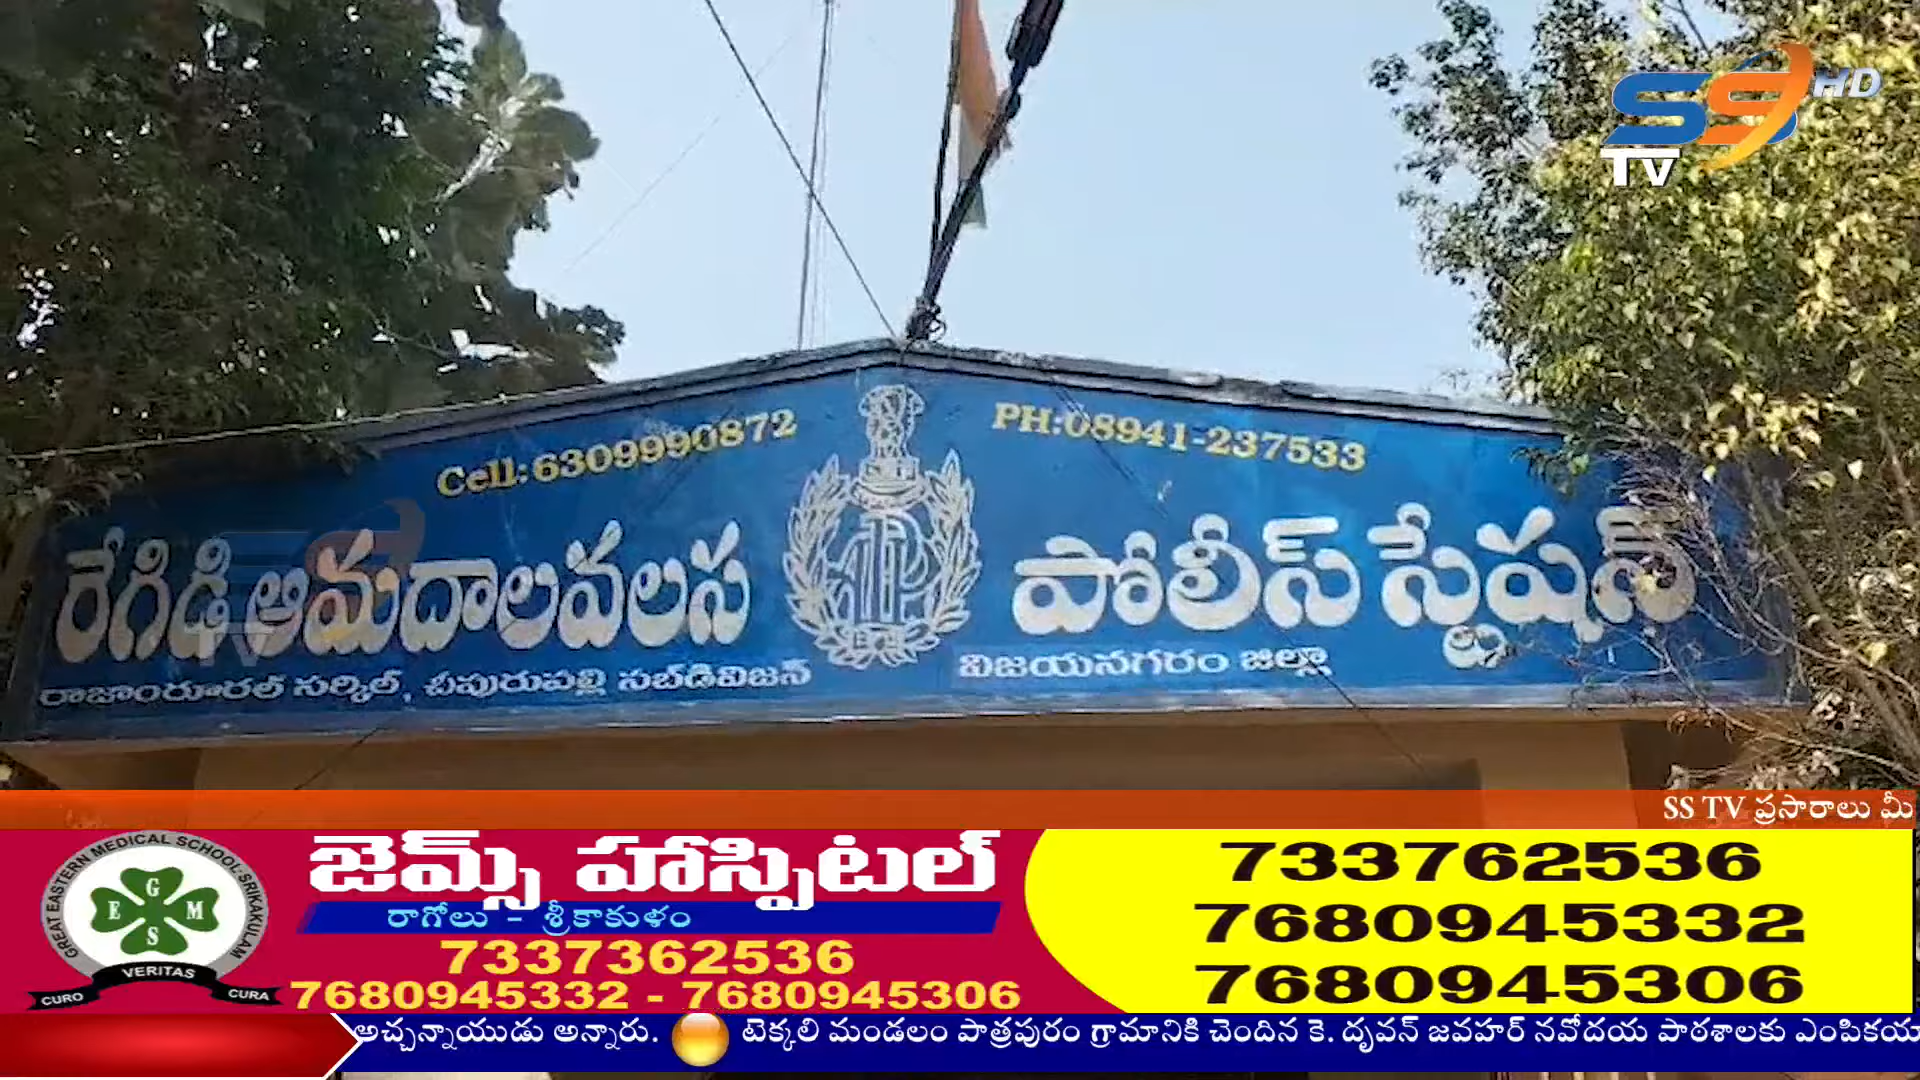 SS HD
TV
Cell: 6309990872
PH:08941-237533
రేగిడి ఆమదాలవలస
పోలీస్ స్టేషన్
రాజాంరూరల్ సర్కిల్, చీపురుపల్లి సబ్‌డివిజన్
విజయనగరం జిల్లా
SS TV ప్రసారాలు మీ
GREAT EASTERN MEDICAL SCHOOL-SRIKAKULAM
G
E M
S
VERITAS
CURO CURA
జెమ్స్ హాస్పిటల్
రాగోలు - శ్రీకాకుళం
7337362536
7680945332 - 7680945306
733762536
7680945332
7680945306
అచ్చన్నాయుడు అన్నారు. టెక్కలి మండలం పాత్రపురం గ్రామానికి చెందిన కె. దృవన్ జవహర్ నవోదయ పాఠశాలకు ఎంపికయా